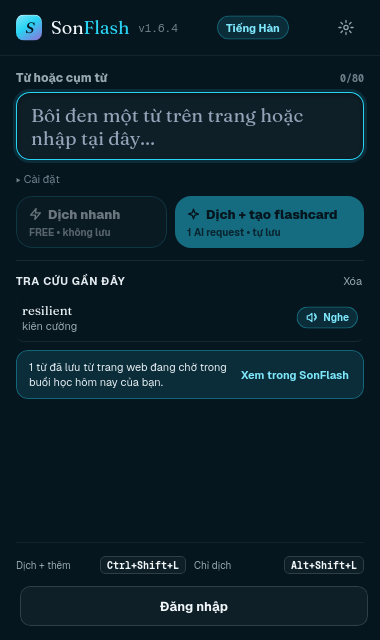 S SonFlash v1.6.4 Tiếng Hàn
Từ hoặc cụm từ 0/80
Bôi đen một từ trên trang hoặc
nhập tại đây...
▸ Cài đặt
Dịch nhanh
FREE • không lưu
Dịch + tạo flashcard
1 AI request • tự lưu
TRA CỨU GẦN ĐÂY Xóa
resilient
kiên cường
Nghe
1 từ đã lưu từ trang web đang chờ trong
buổi học hôm nay của bạn.
Xem trong SonFlash
Dịch + thêm Ctrl+Shift+L Chỉ dịch Alt+Shift+L
Đăng nhập